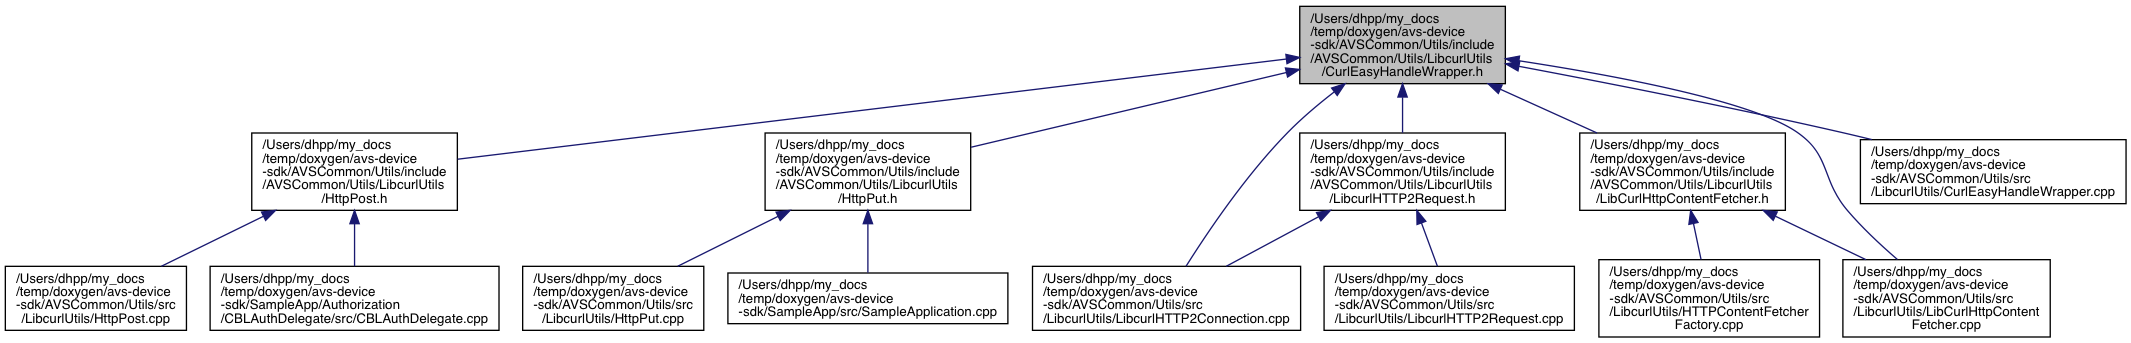 /Users/dhpp/my_docs
/temp/doxygen/avs-device
-sdk/AVSCommon/Utils/include
/AVSCommon/Utils/LibcurlUtils
/CurlEasyHandleWrapper.h
/Users/dhpp/my_docs
/temp/doxygen/avs-device
-sdk/AVSCommon/Utils/include
/AVSCommon/Utils/LibcurlUtils
/HttpPost.h
/Users/dhpp/my_docs
/temp/doxygen/avs-device
-sdk/AVSCommon/Utils/include
/AVSCommon/Utils/LibcurlUtils
/HttpPut.h
/Users/dhpp/my_docs
/temp/doxygen/avs-device
-sdk/AVSCommon/Utils/include
/AVSCommon/Utils/LibcurlUtils
/LibcurlHTTP2Request.h
/Users/dhpp/my_docs
/temp/doxygen/avs-device
-sdk/AVSCommon/Utils/include
/AVSCommon/Utils/LibcurlUtils
/LibCurlHttpContentFetcher.h
/Users/dhpp/my_docs
/temp/doxygen/avs-device
-sdk/AVSCommon/Utils/src
/LibcurlUtils/CurlEasyHandleWrapper.cpp
/Users/dhpp/my_docs
/temp/doxygen/avs-device
-sdk/AVSCommon/Utils/src
/LibcurlUtils/HttpPost.cpp
/Users/dhpp/my_docs
/temp/doxygen/avs-device
-sdk/SampleApp/Authorization
/CBLAuthDelegate/src/CBLAuthDelegate.cpp
/Users/dhpp/my_docs
/temp/doxygen/avs-device
-sdk/AVSCommon/Utils/src
/LibcurlUtils/HttpPut.cpp
/Users/dhpp/my_docs
/temp/doxygen/avs-device
-sdk/SampleApp/src/SampleApplication.cpp
/Users/dhpp/my_docs
/temp/doxygen/avs-device
-sdk/AVSCommon/Utils/src
/LibcurlUtils/LibcurlHTTP2Connection.cpp
/Users/dhpp/my_docs
/temp/doxygen/avs-device
-sdk/AVSCommon/Utils/src
/LibcurlUtils/LibcurlHTTP2Request.cpp
/Users/dhpp/my_docs
/temp/doxygen/avs-device
-sdk/AVSCommon/Utils/src
/LibcurlUtils/HTTPContentFetcher
Factory.cpp
/Users/dhpp/my_docs
/temp/doxygen/avs-device
-sdk/AVSCommon/Utils/src
/LibcurlUtils/LibCurlHttpContent
Fetcher.cpp